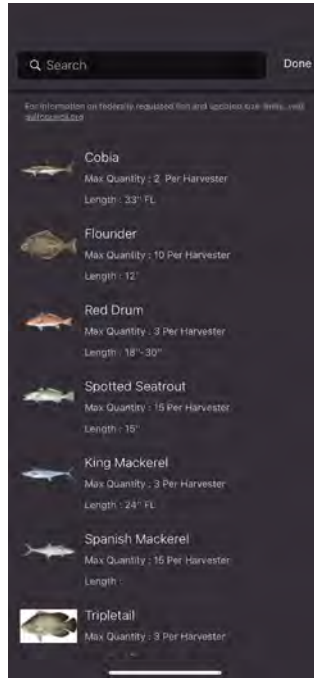 Search
Done
For information on federally regulated fish and updated size limits, visit
gulfcouncil.org
Cobia
Max Quantity : 2 Per Harvester
Length : 33" FL
Flounder
Max Quantity : 10 Per Harvester
Length : 12"
Red Drum
Max Quantity : 3 Per Harvester
Length : 18"-30"
Spotted Seatrout
Max Quantity : 15 Per Harvester
Length : 15"
King Mackerel
Max Quantity : 3 Per Harvester
Length : 24" FL
Spanish Mackerel
Max Quantity : 15 Per Harvester
Length :
Tripletail
Max Quantity : 3 Per Harvester